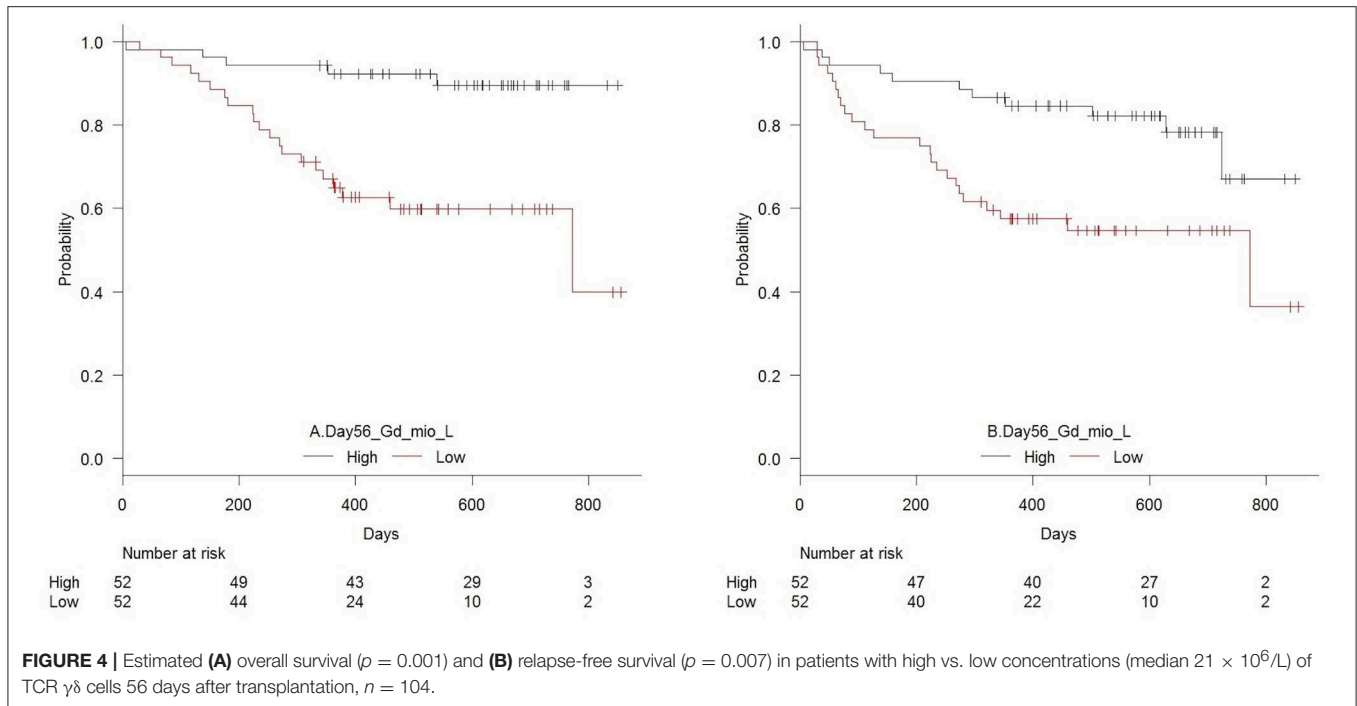 1.0
0.8
0.6
0.4
0.2
0.0
Probability
A.Day56_Gd_mio_L
High Low
0 200 400 600 800
Days
Number at risk
High 52 49 43 29 3
Low 52 44 24 10 2
1.0
0.8
0.6
0.4
0.2
0.0
Probability
B.Day56_Gd_mio_L
High Low
0 200 400 600 800
Days
Number at risk
High 52 47 40 27 2
Low 52 40 22 10 2
FIGURE 4 | Estimated (A) overall survival (p = 0.001) and (B) relapse-free survival (p = 0.007) in patients with high vs. low concentrations (median 21 × 10⁶/L) of
TCR γδ cells 56 days after transplantation, n = 104.